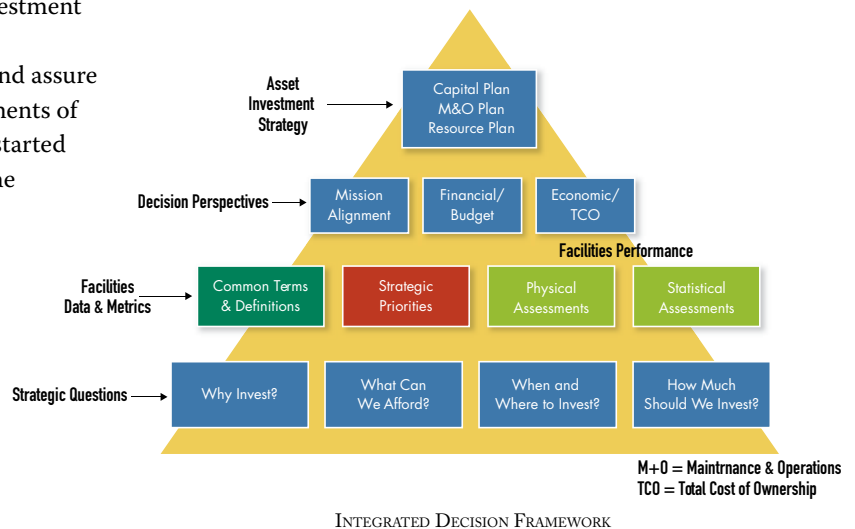 estment
nd assure
nents of
started
ne
Asset
Investment
Strategy
Capital Plan
M&O Plan
Resource Plan
Decision Perspectives
Mission
Alignment
Financial/
Budget
Economic/
TCO
Facilities Performance
Facilities
Data & Metrics
Common Terms
& Definitions
Strategic
Priorities
Physical
Assessments
Statistical
Assessments
Strategic Questions
Why Invest?
What Can
We Afford?
When and
Where to Invest?
How Much
Should We Invest?
M+O = Maintrnance & Operations
TCO = Total Cost of Ownership
INTEGRATED DECISION FRAMEWORK